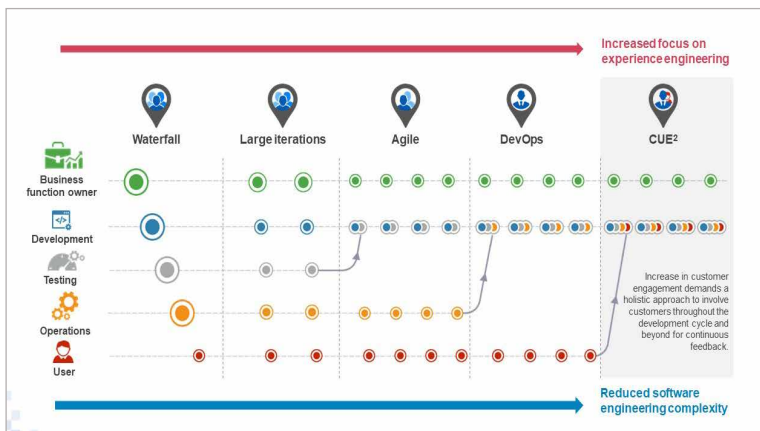 Increased focus on
experience engineering
Waterfall
Large iterations
Agile
DevOps
CUE²
Business
function owner
</>
Development
Testing
Operations
User
Increase in customer
engagement demands a
holistic approach to involve
customers throughout the
development cycle and
beyond for continuous
feedback.
Reduced software
engineering complexity